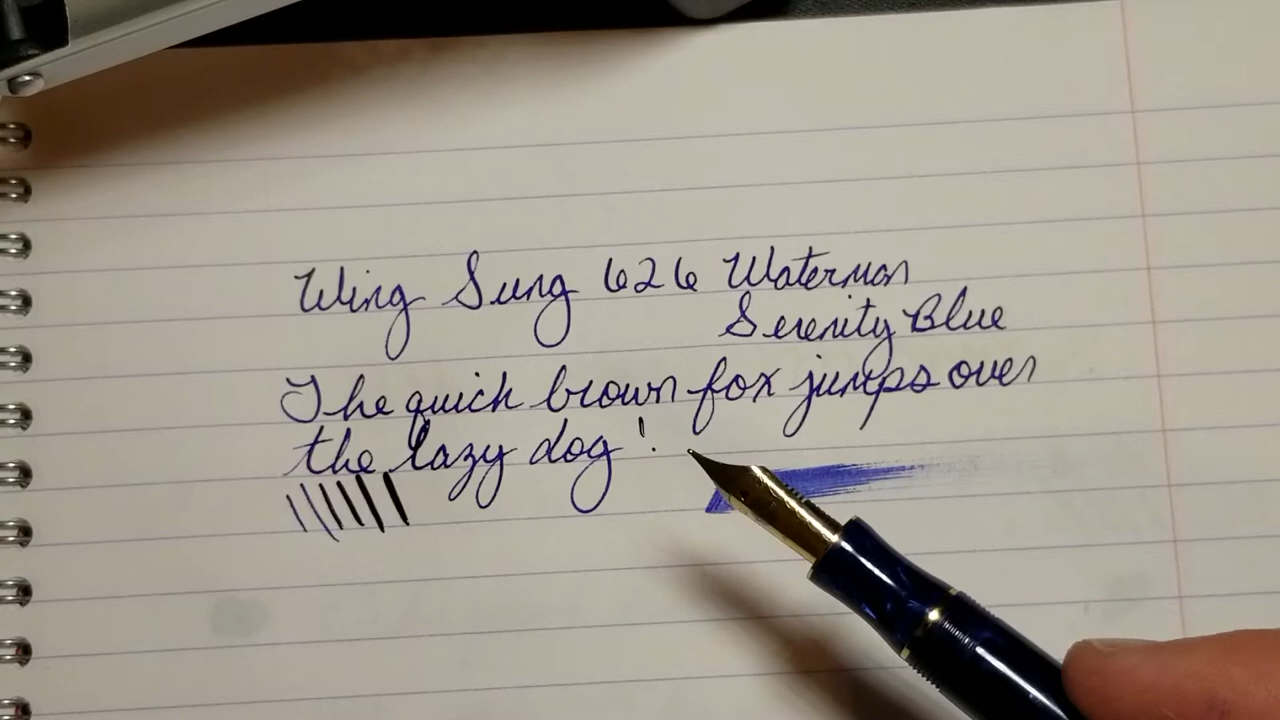 Wing Sung 626 Waterman
Serenity Blue
The quick brown fox jumps over
the lazy dog!